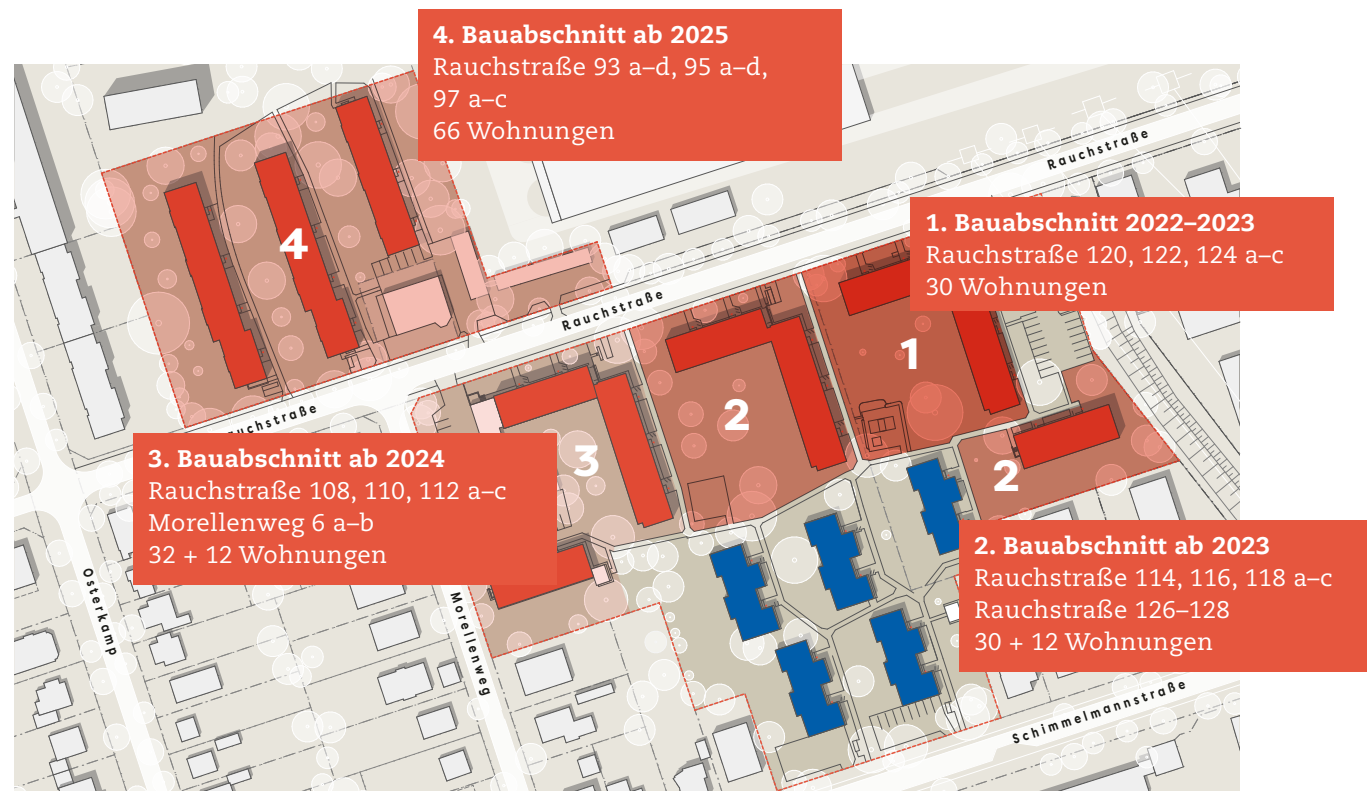 4. Bauabschnitt ab 2025
Rauchstraße 93 a–d, 95 a–d,
97 a–c
66 Wohnungen
Rauchstraße
1. Bauabschnitt 2022–2023
Rauchstraße 120, 122, 124 a–c
30 Wohnungen
4
Rauchstraße
1
2
3
2
uchstraße
3. Bauabschnitt ab 2024
Rauchstraße 108, 110, 112 a–c
Morellenweg 6 a–b
32 + 12 Wohnungen
2. Bauabschnitt ab 2023
Rauchstraße 114, 116, 118 a–c
Rauchstraße 126–128
30 + 12 Wohnungen
Osterkamp
Morellenweg
Schimmelmannstraße